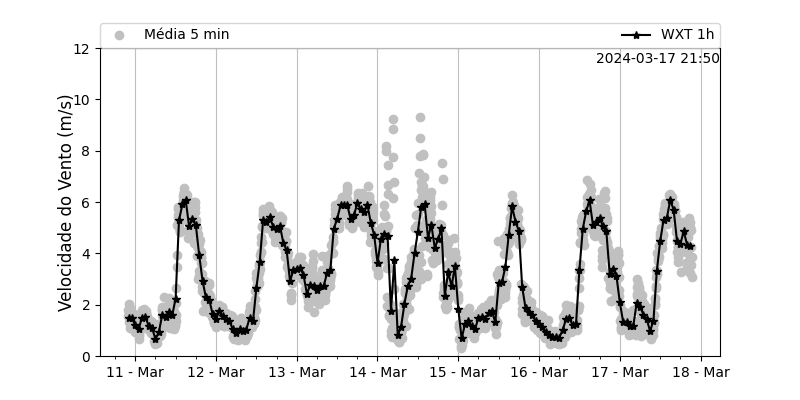 Média 5 min WXT 1h
2024-03-17 21:50
Velocidade do Vento (m/s)
12
10
8
6
4
2
0
11 - Mar 12 - Mar 13 - Mar 14 - Mar 15 - Mar 16 - Mar 17 - Mar 18 - Mar